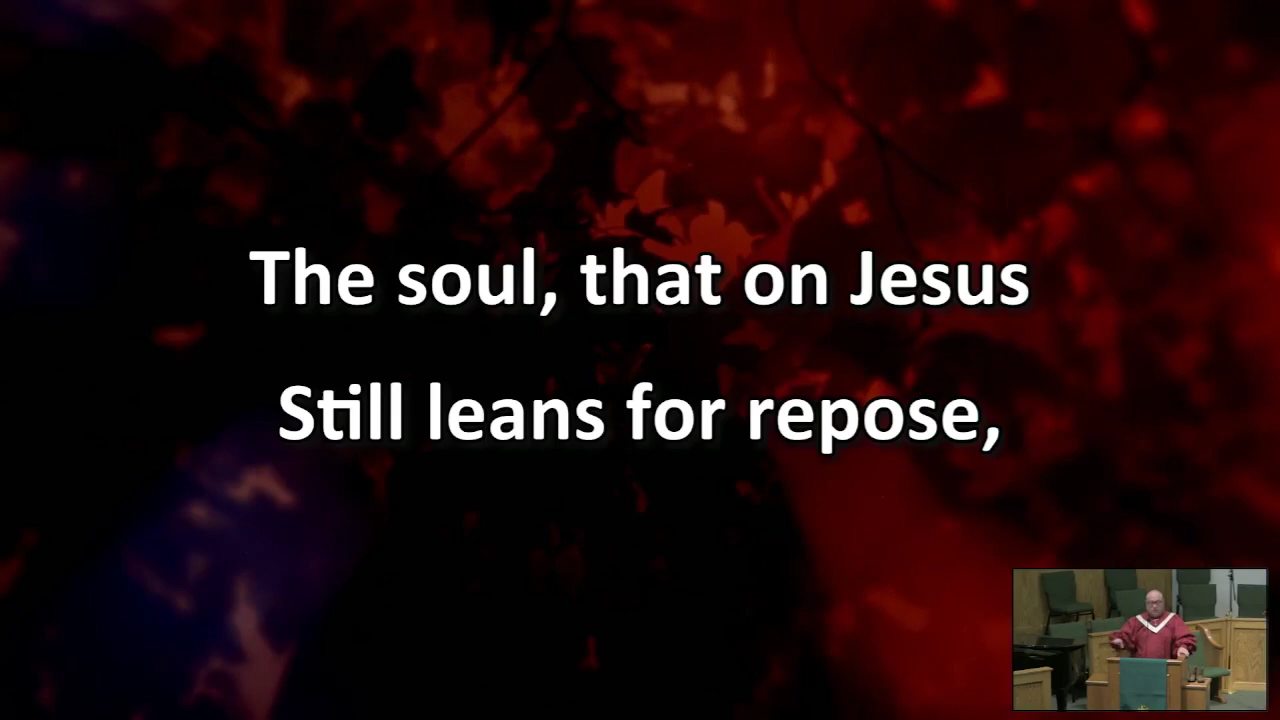 The soul, that on Jesus
Still leans for repose,